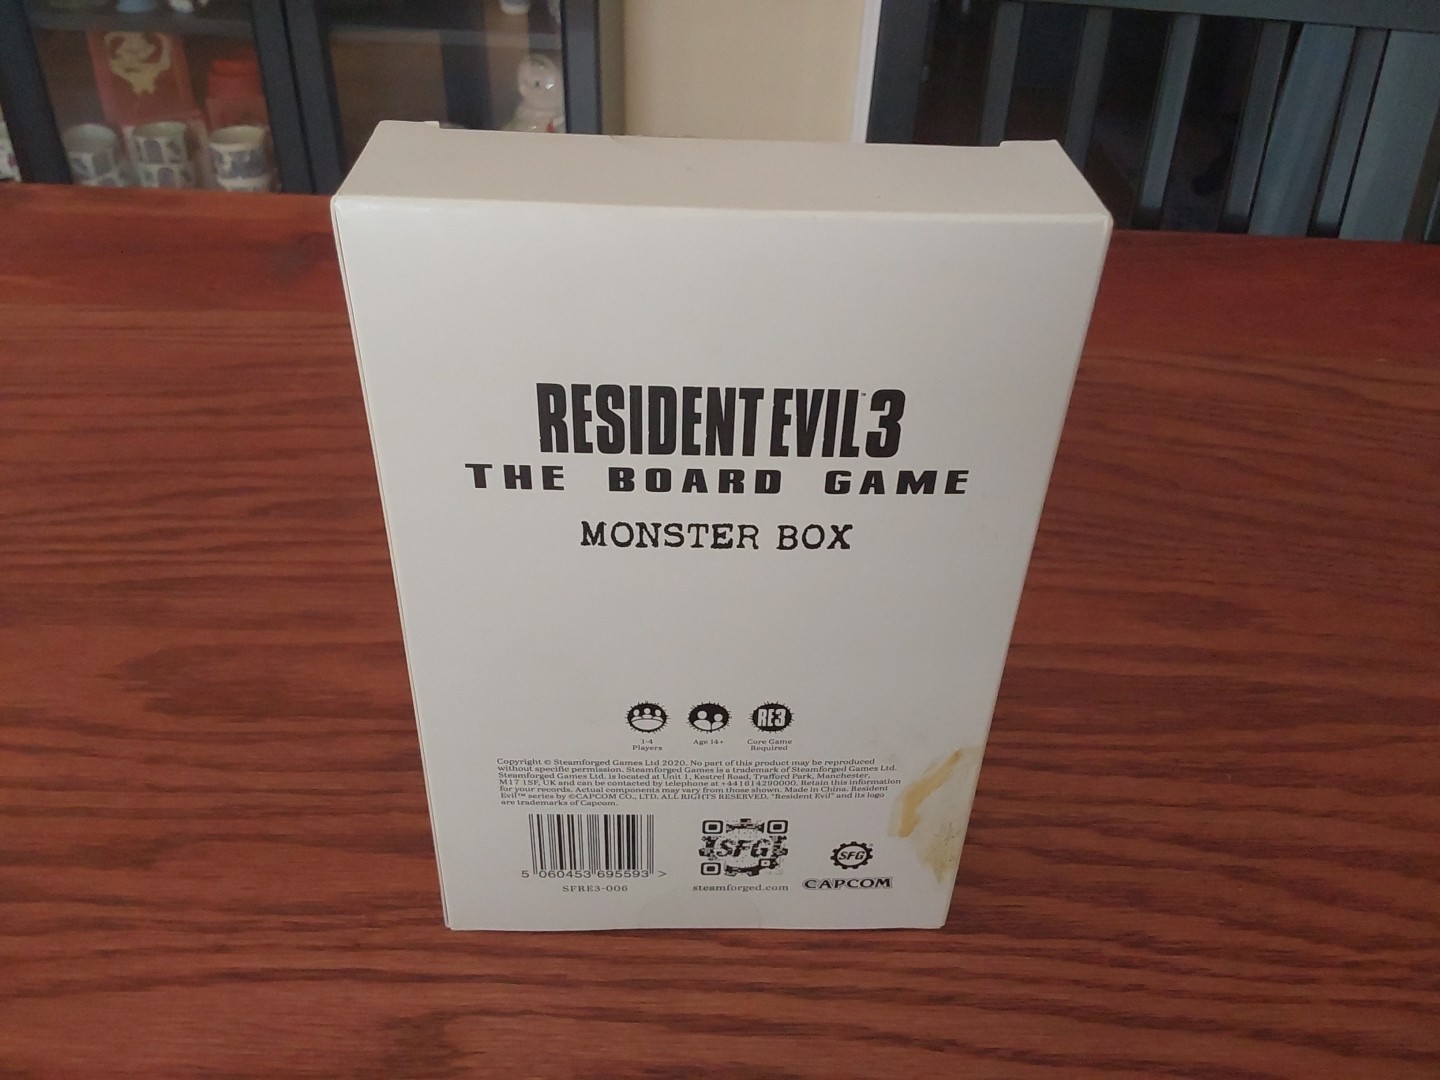 RESIDENT EVIL™ 3
THE BOARD GAME
MONSTER BOX
RE3
1-4
Players
Age 14+
Core Game
Required
Copyright © Steamforged Games Ltd 2020. No part of this product may be reproduced
without specific permission. Steamforged Games is a trademark of Steamforged Games Ltd.
Steamforged Games Ltd. is located at Unit 1, Kestrel Road, Trafford Park, Manchester,
M17 1SF, UK and can be contacted by telephone at +441614290000. Retain this information
for your records. Actual components may vary from those shown. Made in China. Resident
Evil™ series by ©CAPCOM CO., LTD. ALL RIGHTS RESERVED. "Resident Evil" and its logo
are trademarks of Capcom.
5 060453 695593 >
SFRE3-006
SFG
steamforged.com
SFG
CAPCOM